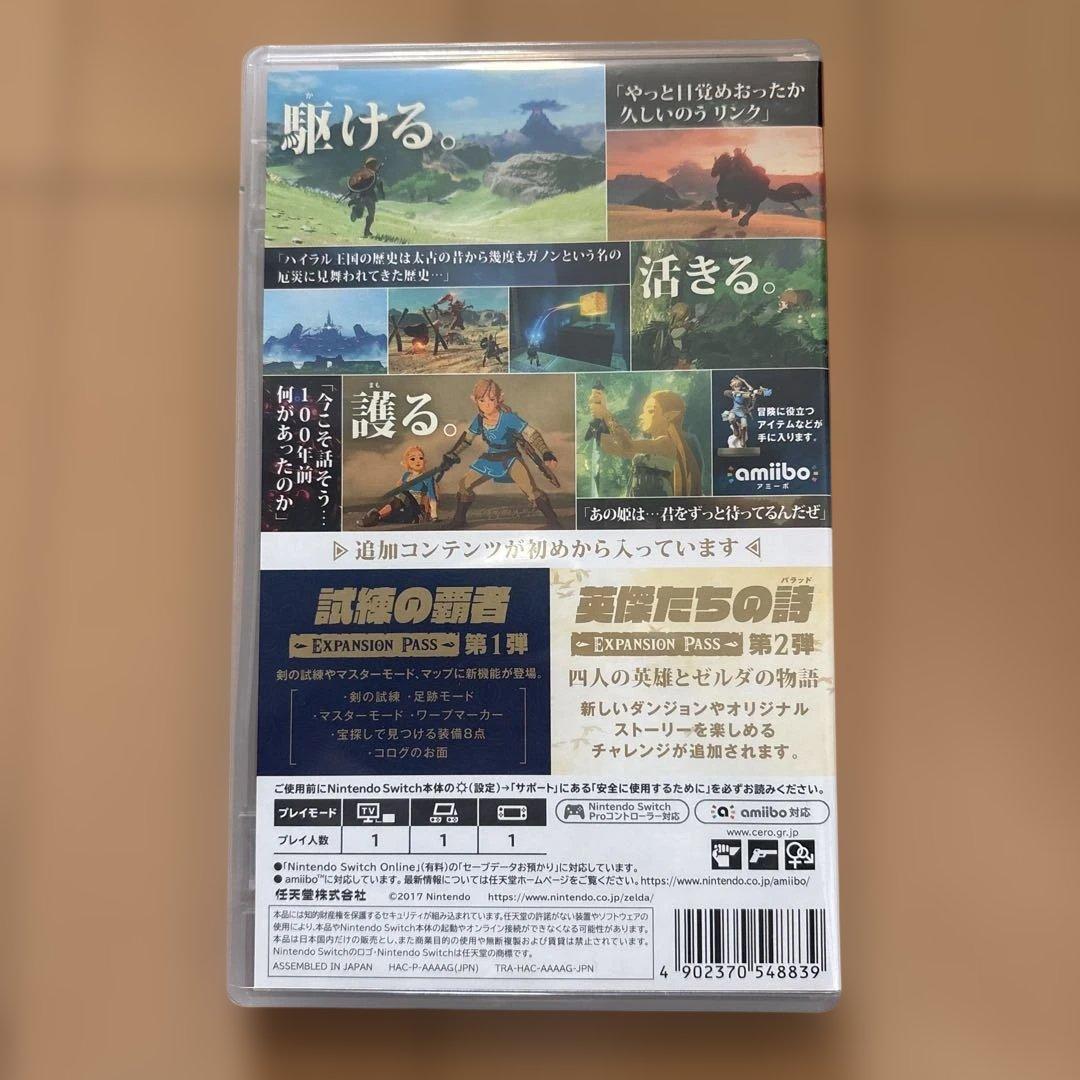 か
駆ける。
「やっと目覚めおったか
久しいのう リンク」
「ハイラル王国の歴史は太古の昔から幾度もガノンという名の
厄災に見舞われてきた歴史…」
い
活きる。
「今こそ話そう…
100年前
何があったのか」
まも
護る。
冒険に役立つ
アイテムなどが
手に入ります。
amiibo
アミーボ
「あの姫は…君をずっと待ってるんだぜ」
追加コンテンツが初めから入っています
試練の覇者
EXPANSION PASS 第1弾
剣の試練やマスターモード、マップに新機能が登場。
・剣の試練 ・足跡モード
・マスターモード ・ワープマーカー
・宝探しで見つける装備8点
・コログのお面
バラッド
英傑たちの詩
EXPANSION PASS 第2弾
四人の英雄とゼルダの物語
新しいダンジョンやオリジナル
ストーリーを楽しめる
チャレンジが追加されます。
ご使用前にNintendo Switch本体の(設定)→「サポート」にある「安全に使用するために」を必ずお読みください。
プレイモード TV
プレイ人数 1 1 1
Nintendo Switch
Proコントローラー対応
amiibo 対応
www.cero.gr.jp
●「Nintendo Switch Online」(有料)の「セーブデータお預かり」に対応しています。
● amiibo™に対応しています。最新情報については任天堂ホームページをご覧ください。https://www.nintendo.co.jp/amiibo/
任天堂株式会社 ©2017 Nintendo https://www.nintendo.co.jp/zelda/
本品には知的財産権を保護するセキュリティが組み込まれています。任天堂の許諾がない装置やソフトウェアの
使用により、本品やNintendo Switch本体の起動やオンライン接続ができなくなる可能性があります。
本品は日本国内だけの販売とし、また商業目的の使用や無断複製および賃貸は禁止されています。
Nintendo Switchのロゴ・Nintendo Switchは任天堂の商標です。
ASSEMBLED IN JAPAN HAC-P-AAAAG(JPN) TRA-HAC-AAAAG-JPN
4 902370 548839